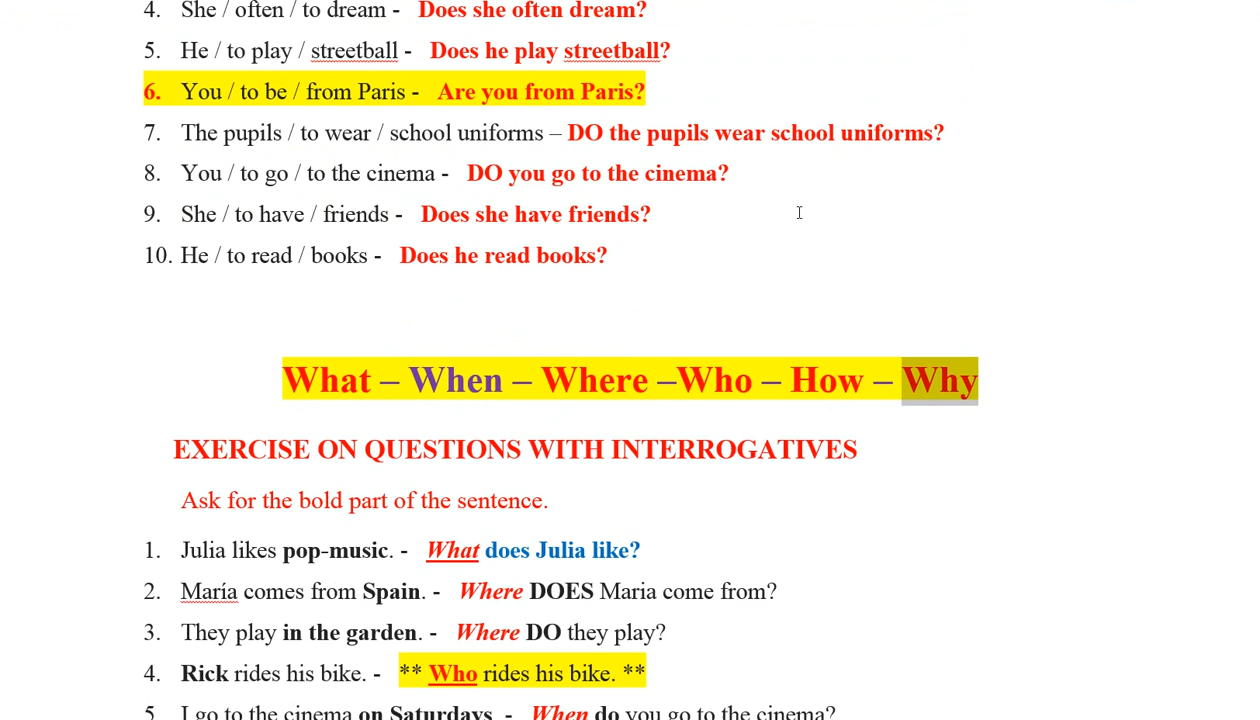 4. She / often / to dream - Does she often dream?
5. He / to play / streetball - Does he play streetball?
6. You / to be / from Paris - Are you from Paris?
7. The pupils / to wear / school uniforms – DO the pupils wear school uniforms?
8. You / to go / to the cinema - DO you go to the cinema?
9. She / to have / friends - Does she have friends?
10. He / to read / books - Does he read books?
What – When – Where –Who – How – Why
EXERCISE ON QUESTIONS WITH INTERROGATIVES
Ask for the bold part of the sentence.
1. Julia likes pop-music. - What does Julia like?
2. María comes from Spain. - Where DOES Maria come from?
3. They play in the garden. - Where DO they play?
4. Rick rides his bike. - ** Who rides his bike. **
5. I go to the cinema on Saturdays. - When do you go to the cinema?